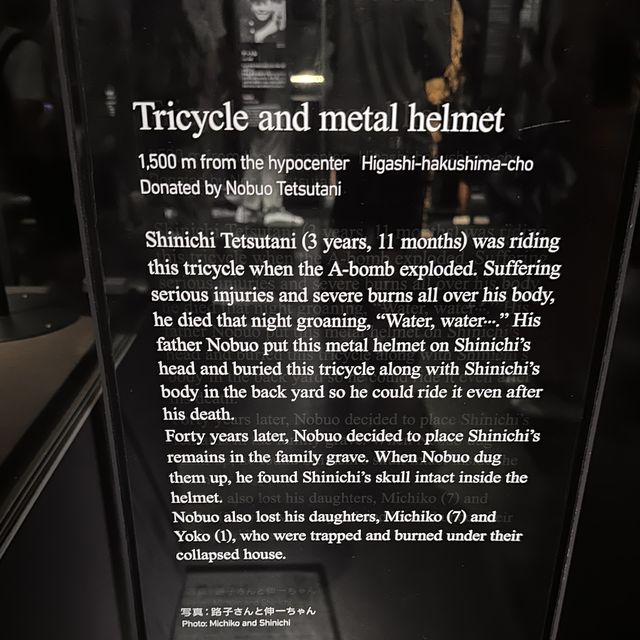 Tricycle and metal helmet
1,500 m from the hypocenter Higashi-hakushima-cho
Donated by Nobuo Tetsutani
Shinichi Tetsutani (3 years, 11 months) was riding
this tricycle when the A-bomb exploded. Suffering
serious injuries and severe burns all over his body,
he died that night groaning, “Water, water···.” His
father Nobuo put this metal helmet on Shinichi’s
head and buried this tricycle along with Shinichi’s
body in the back yard so he could ride it even after
his death.
Forty years later, Nobuo decided to place Shinichi’s
remains in the family grave. When Nobuo dug
them up, he found Shinichi’s skull intact inside the
helmet.
Nobuo also lost his daughters, Michiko (7) and
Yoko (1), who were trapped and burned under their
collapsed house.
写真：路子さんと伸一ちゃん
Photo: Michiko and Shinichi